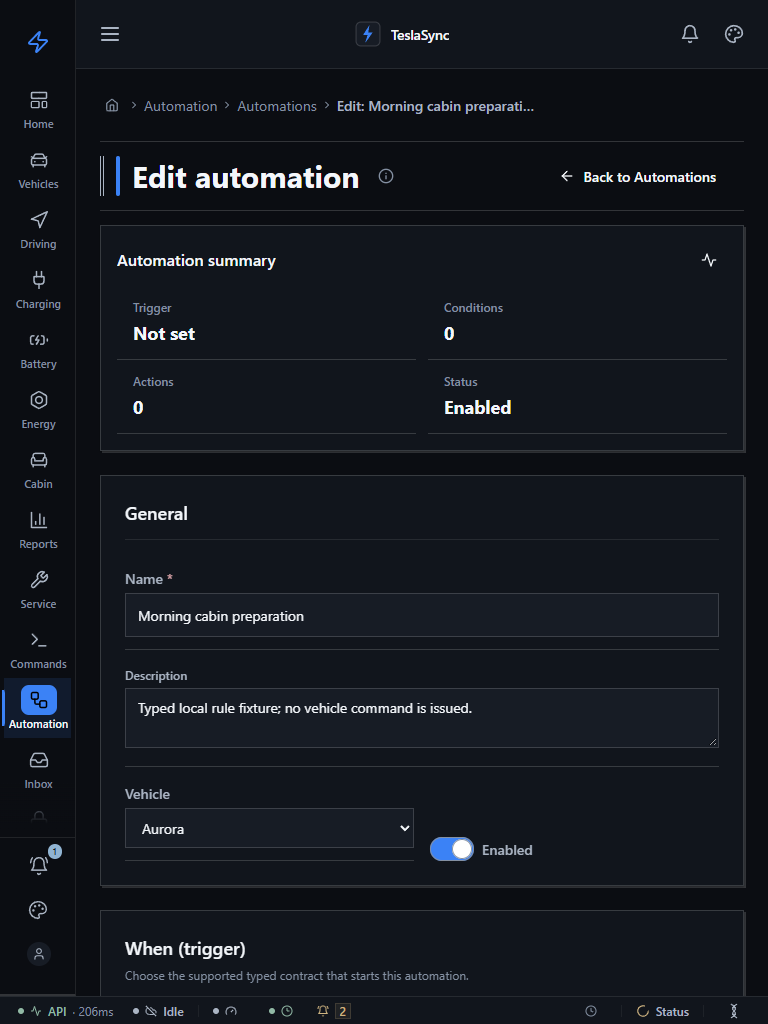 TeslaSync
Home
Vehicles
Driving
Charging
Battery
Energy
Cabin
Reports
Service
Commands
Automation
Inbox
1
Automation
Automations
Edit: Morning cabin preparati...
Edit automation
Back to Automations
Automation summary
Trigger
Not set
Conditions
0
Actions
0
Status
Enabled
General
Name *
Morning cabin preparation
Description
Typed local rule fixture; no vehicle command is issued.
Vehicle
Aurora
Enabled
When (trigger)
Choose the supported typed contract that starts this automation.
API · 206ms
Idle
2
Status